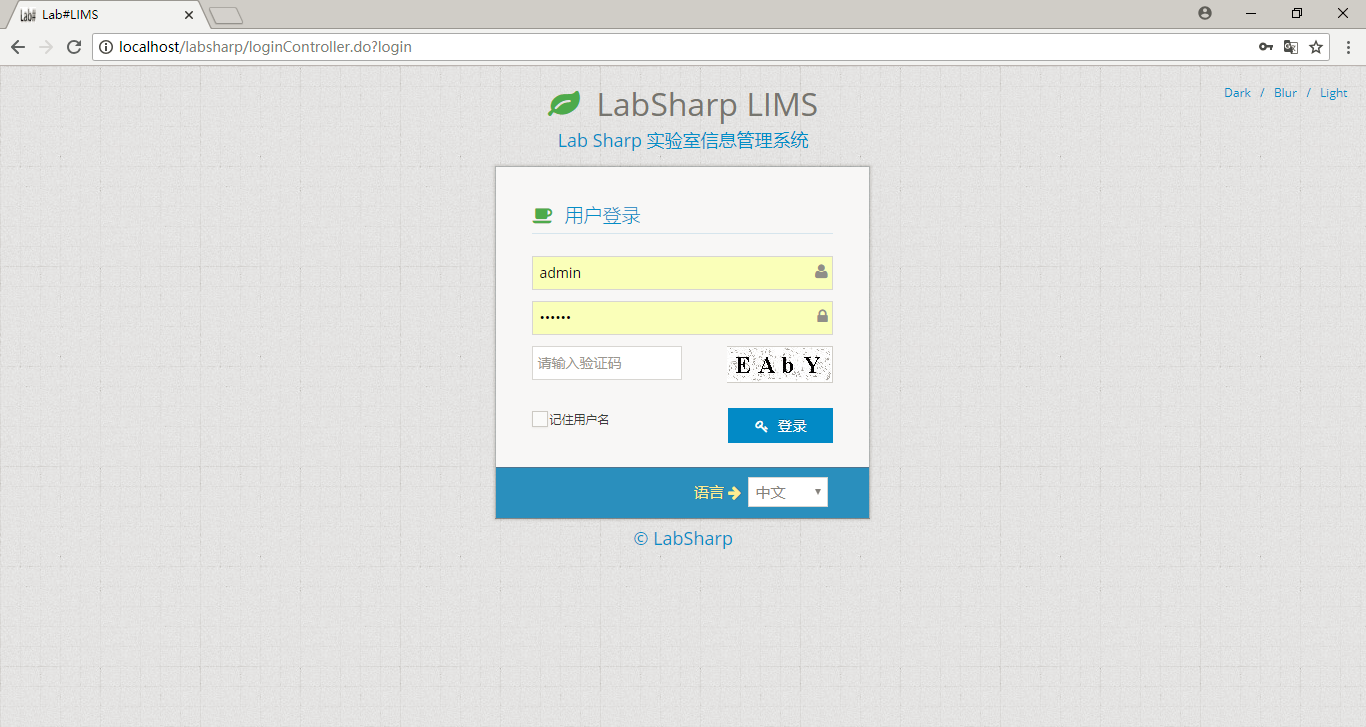 Lab#LIMS
localhost/labsharp/loginController.do?login
Dark / Blur / Light
LabSharp LIMS
Lab Sharp 实验室信息管理系统
用户登录
admin
••••••
请输入验证码
E A b Y
记住用户名
登录
语言
中文
© LabSharp